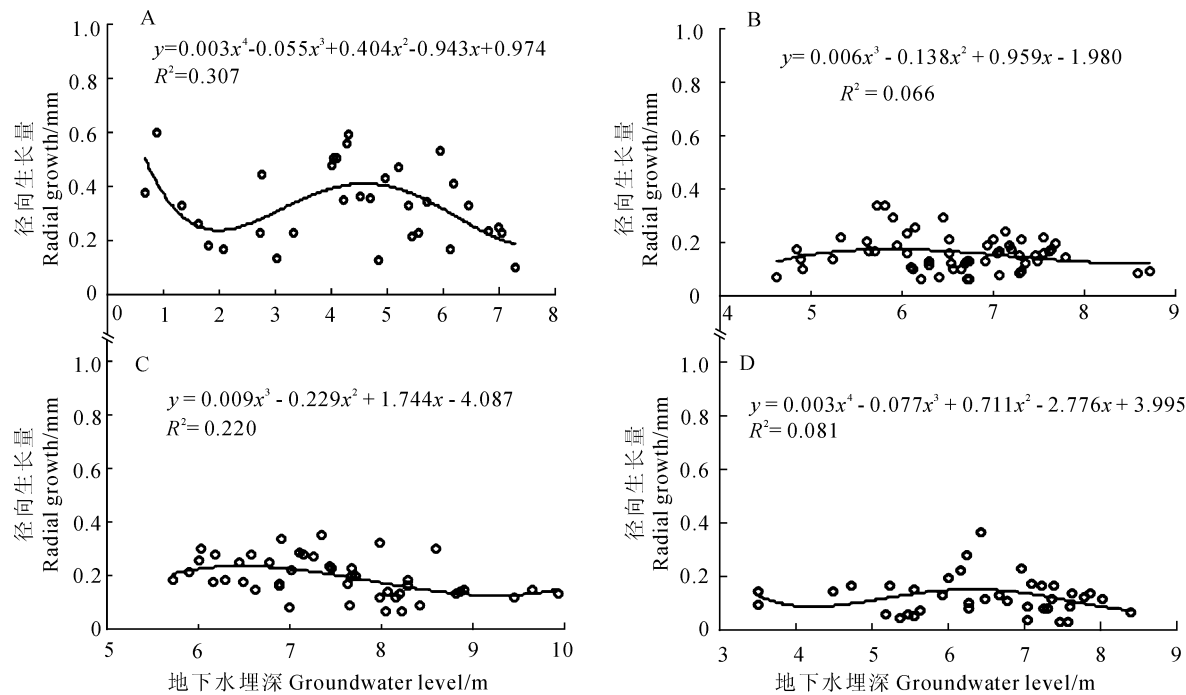 A
y=0.003x⁴-0.055x³+0.404x²-0.943x+0.974
R²=0.307
1.0
0.8
0.6
0.4
0.2
0
0 1 2 3 4 5 6 7 8
径向生长量
Radial growth/mm
B
y=0.006x³ - 0.138x² + 0.959x - 1.980
R² = 0.066
1.0
0.8
0.6
0.4
0.2
0
4 5 6 7 8 9
径向生长量
Radial growth/mm
C
y = 0.009x³ - 0.229x² + 1.744x - 4.087
R²= 0.220
1.0
0.8
0.6
0.4
0.2
0
5 6 7 8 9 10
径向生长量
Radial growth/mm
地下水埋深 Groundwater level/m
D
y = 0.003x⁴ - 0.077x³ + 0.711x² - 2.776x + 3.995
R²= 0.081
1.0
0.8
0.6
0.4
0.2
0
3 4 5 6 7 8 9
径向生长量
Radial growth/mm
地下水埋深 Groundwater level/m